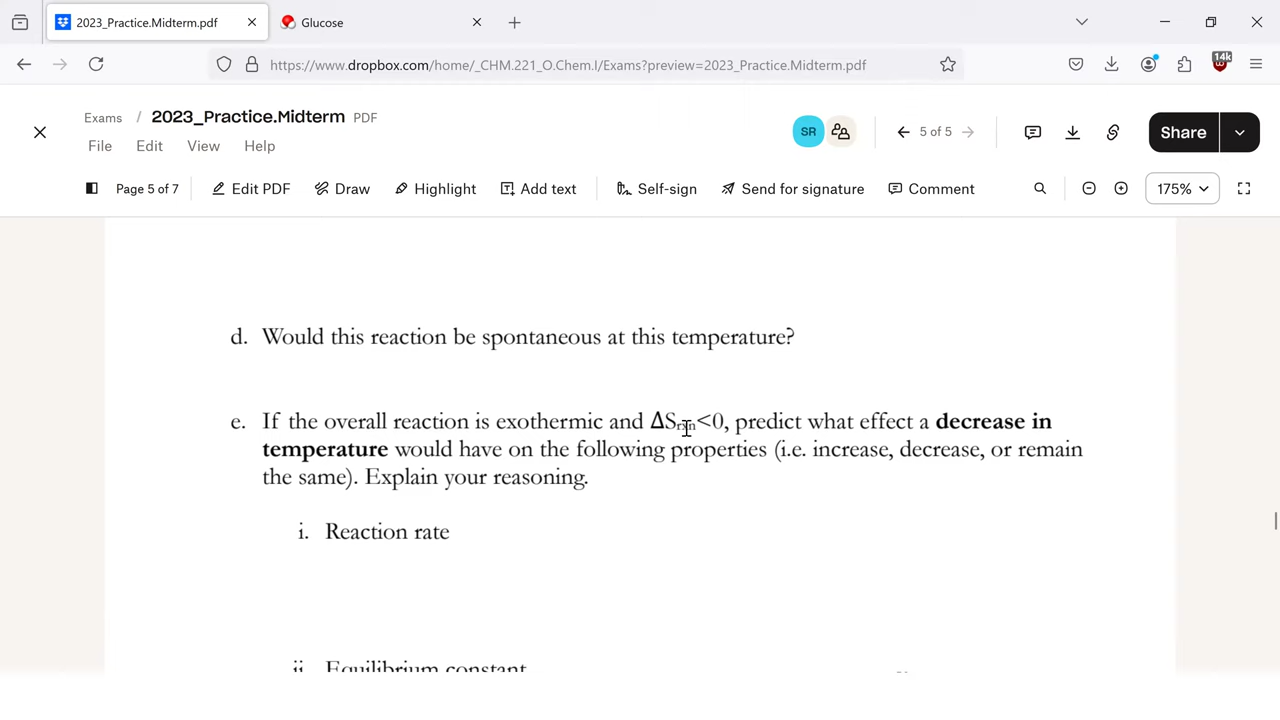 2023_Practice.Midterm.pdf
Glucose
14k
https://www.dropbox.com/home/_CHM.221_O.Chem.I/Exams?preview=2023_Practice.Midterm.pdf
Exams / 2023_Practice.Midterm PDF
File Edit View Help
SR
5 of 5
Share
Page 5 of 7
Edit PDF
Draw
Highlight
Add text
Self-sign
Send for signature
Comment
175%
d. Would this reaction be spontaneous at this temperature?
e. If the overall reaction is exothermic and ΔSrxn<0, predict what effect a decrease in
temperature would have on the following properties (i.e. increase, decrease, or remain
the same). Explain your reasoning.
i. Reaction rate
ii. Equilibrium constant